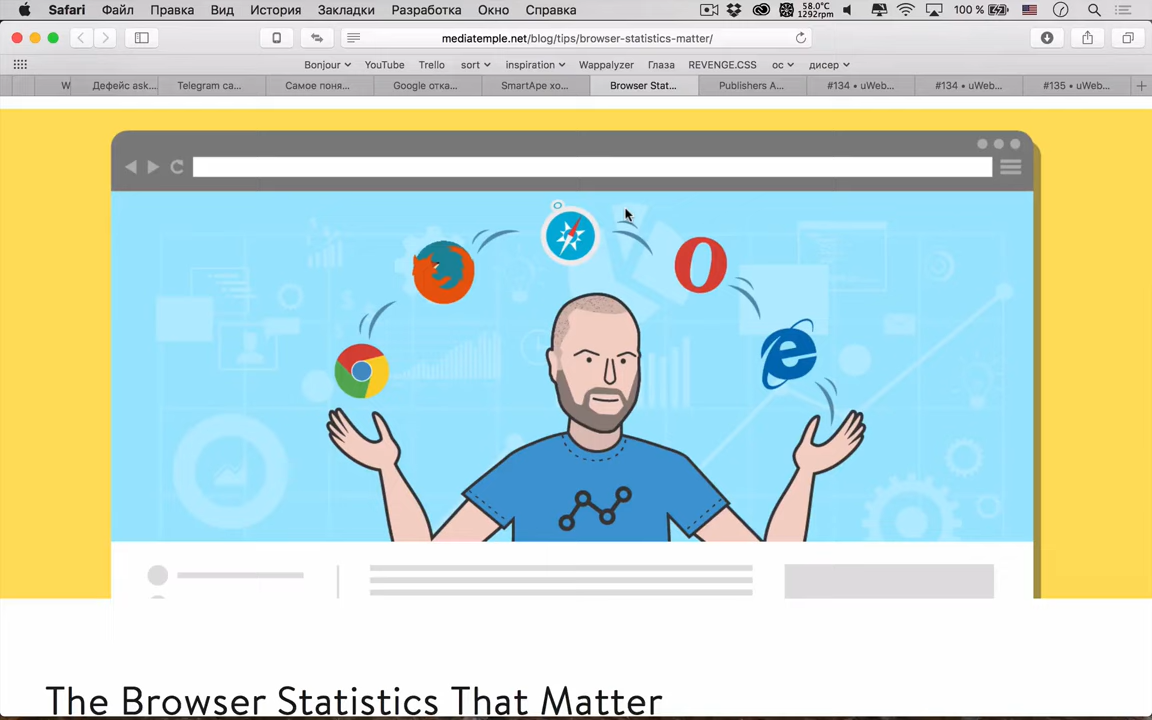 Safari Файл Правка Вид История Закладки Разработка Окно Справка 58.0°C 1292rpm 100 %
mediatemple.net/blog/tips/browser-statistics-matter/
Bonjour YouTube Trello sort inspiration Wappalyzer Глаза REVENGE.CSS ос дисер
W Дефейс ask... Telegram са... Самое поня... Google отка... SmartApe хо... Browser Stat... Publishers A... #134 • uWeb... #134 • uWeb... #135 • uWeb...
The Browser Statistics That Matter